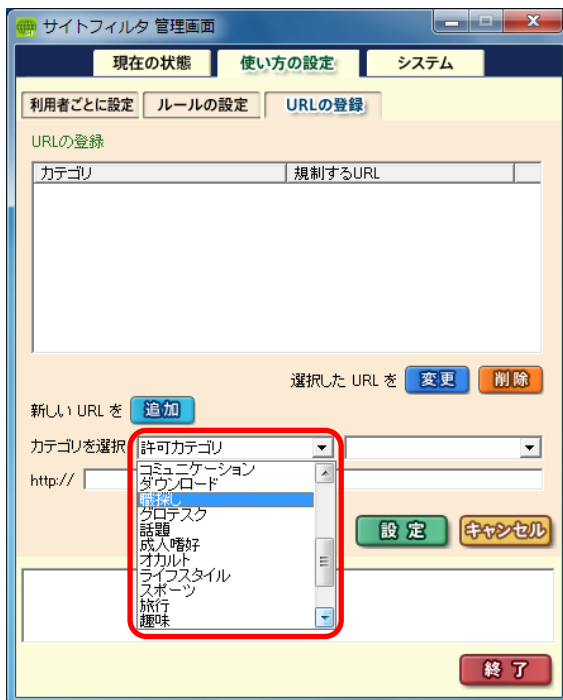 サイトフィルタ 管理画面
現在の状態 使い方の設定 システム
利用者ごとに設定 ルールの設定 URLの登録
URLの登録
カテゴリ 規制するURL
選択した URL を 変更 削除
新しい URL を 追加
カテゴリを選択 許可カテゴリ
http://
コミュニケーション
ダウンロード
職探し
グロテスク
話題
成人嗜好
オカルト
ライフスタイル
スポーツ
旅行
趣味
設定 キャンセル
終了